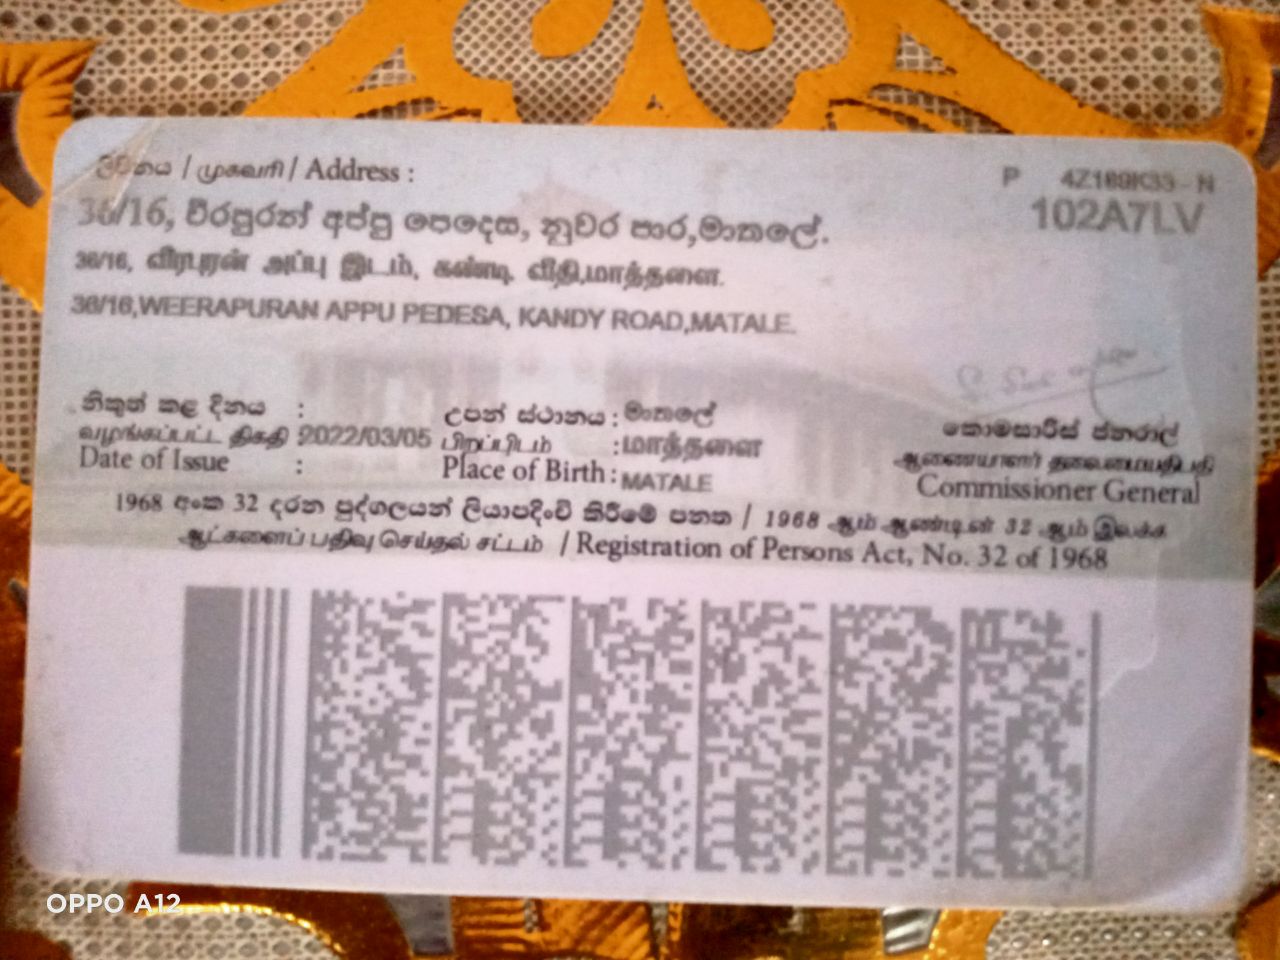 ලිපිනය / முகவரி / Address :
P 4Z189K33 - N
102A7LV
36/16, වීරපුරන් අප්පු පෙදෙස, නුවර පාර,මාතලේ.
36/16, வீரபுரன் அப்பு இடம், கண்டி வீதி,மாத்தளை.
36/16,WEERAPURAN APPU PEDESA, KANDY ROAD,MATALE.
නිකුත් කළ දිනය : උපන් ස්ථානය : මාතලේ
வழங்கப்பட்ட திகதி 2022/03/05 பிறப்பிடம் :மாத்தளை
Date of Issue : Place of Birth : MATALE
කොමසාරිස් ජනරාල්
ஆணையாளர் தலைமையதிபதி
Commissioner General
1968 අංක 32 දරන පුද්ගලයන් ලියාපදිංචි කිරීමේ පනත / 1968 ஆம் ஆண்டின் 32 ஆம் இலக்க
ஆட்களைப் பதிவு செய்தல் சட்டம் / Registration of Persons Act, No. 32 of 1968
OPPO A12